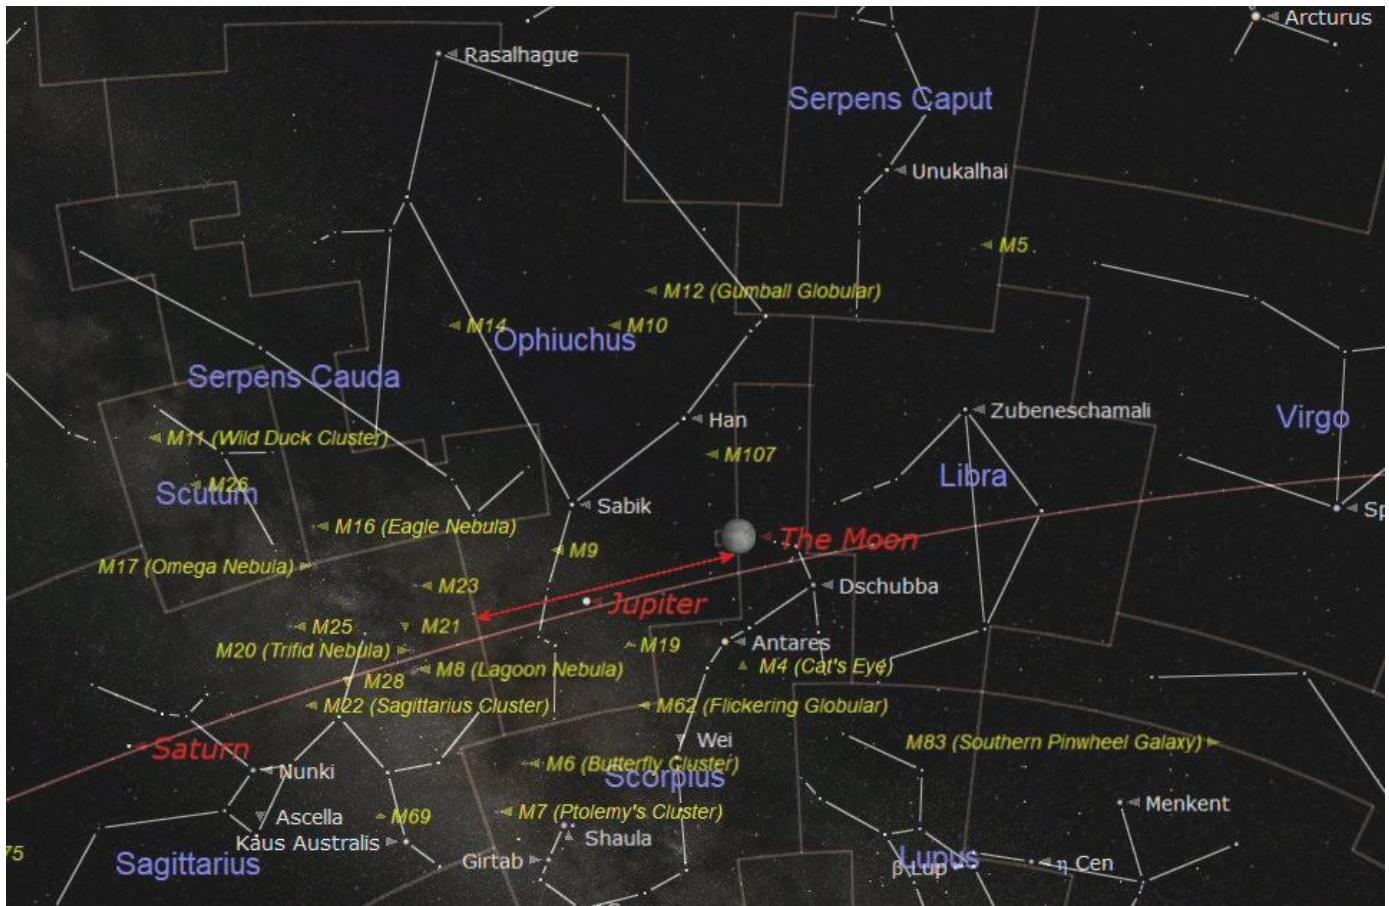 Arcturus
Rasalhague
Serpens Caput
Unukalhai
M5
M12 (Gumball Globular)
M14
Ophiuchus
M10
Serpens Cauda
Zubeneschamali
Virgo
Han
M11 (Wild Duck Cluster)
M107
Libra
Scutum
M26
Sabik
Sp
M16 (Eagle Nebula)
The Moon
M9
M17 (Omega Nebula)
M23
Dschubba
Jupiter
M25
M21
M20 (Trifid Nebula)
M19
Antares
M8 (Lagoon Nebula)
M4 (Cat's Eye)
M28
M22 (Sagittarius Cluster)
M62 (Flickering Globular)
Saturn
Wei
M83 (Southern Pinwheel Galaxy)
Nunki
M6 (Butterfly Cluster)
Scorpius
Menkent
Ascella
M69
M7 (Ptolemy's Cluster)
Kaus Australis
Shaula
75
Sagittarius
Girtab
Lupus
β Lup
η Cen